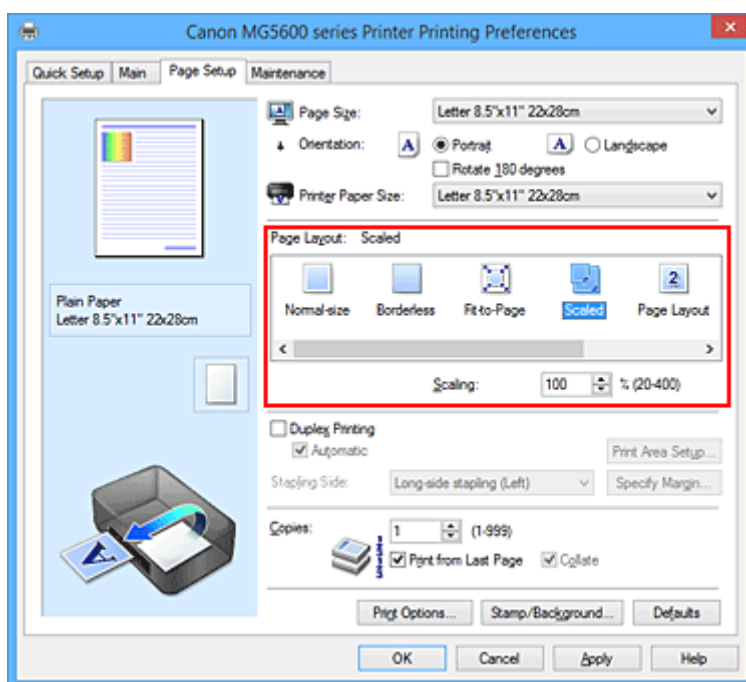 Canon MG5600 series Printer Printing Preferences
Quick Setup Main Page Setup Maintenance
Page Size: Letter 8.5"x11" 22x28cm
Orientation: A Portrait A Landscape
Rotate 180 degrees
Printer Paper Size: Letter 8.5"x11" 22x28cm
Page Layout: Scaled
Normal-size Borderless Fit-to-Page Scaled Page Layout
Scaling: 100 % (20-400)
Plain Paper
Letter 8.5"x11" 22x28cm
Duplex Printing
Automatic
Print Area Setup...
Stapling Side: Long-side stapling (Left) Specify Margin...
Copies: 1 (1-999)
Print from Last Page Collate
Print Options... Stamp/Background... Defaults
OK Cancel Apply Help